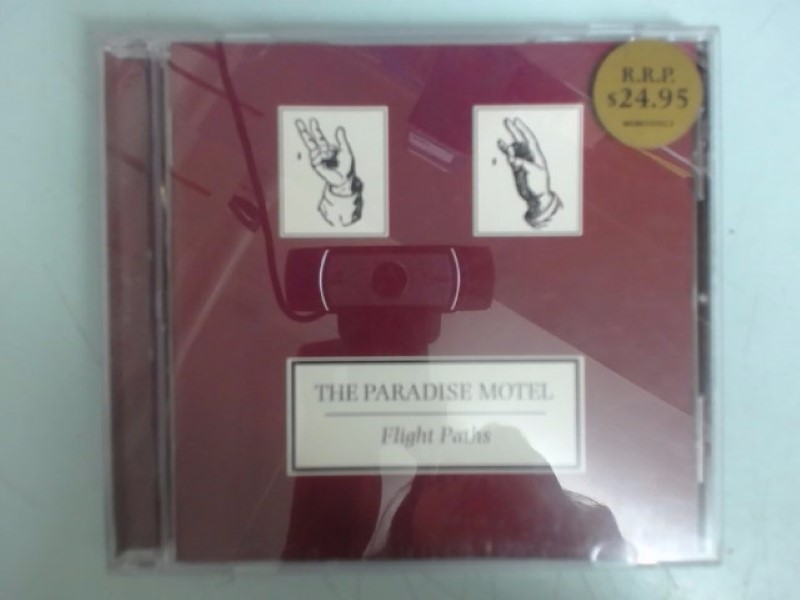 R.R.P.
$24.95
THE PARADISE MOTEL
Flight Paths